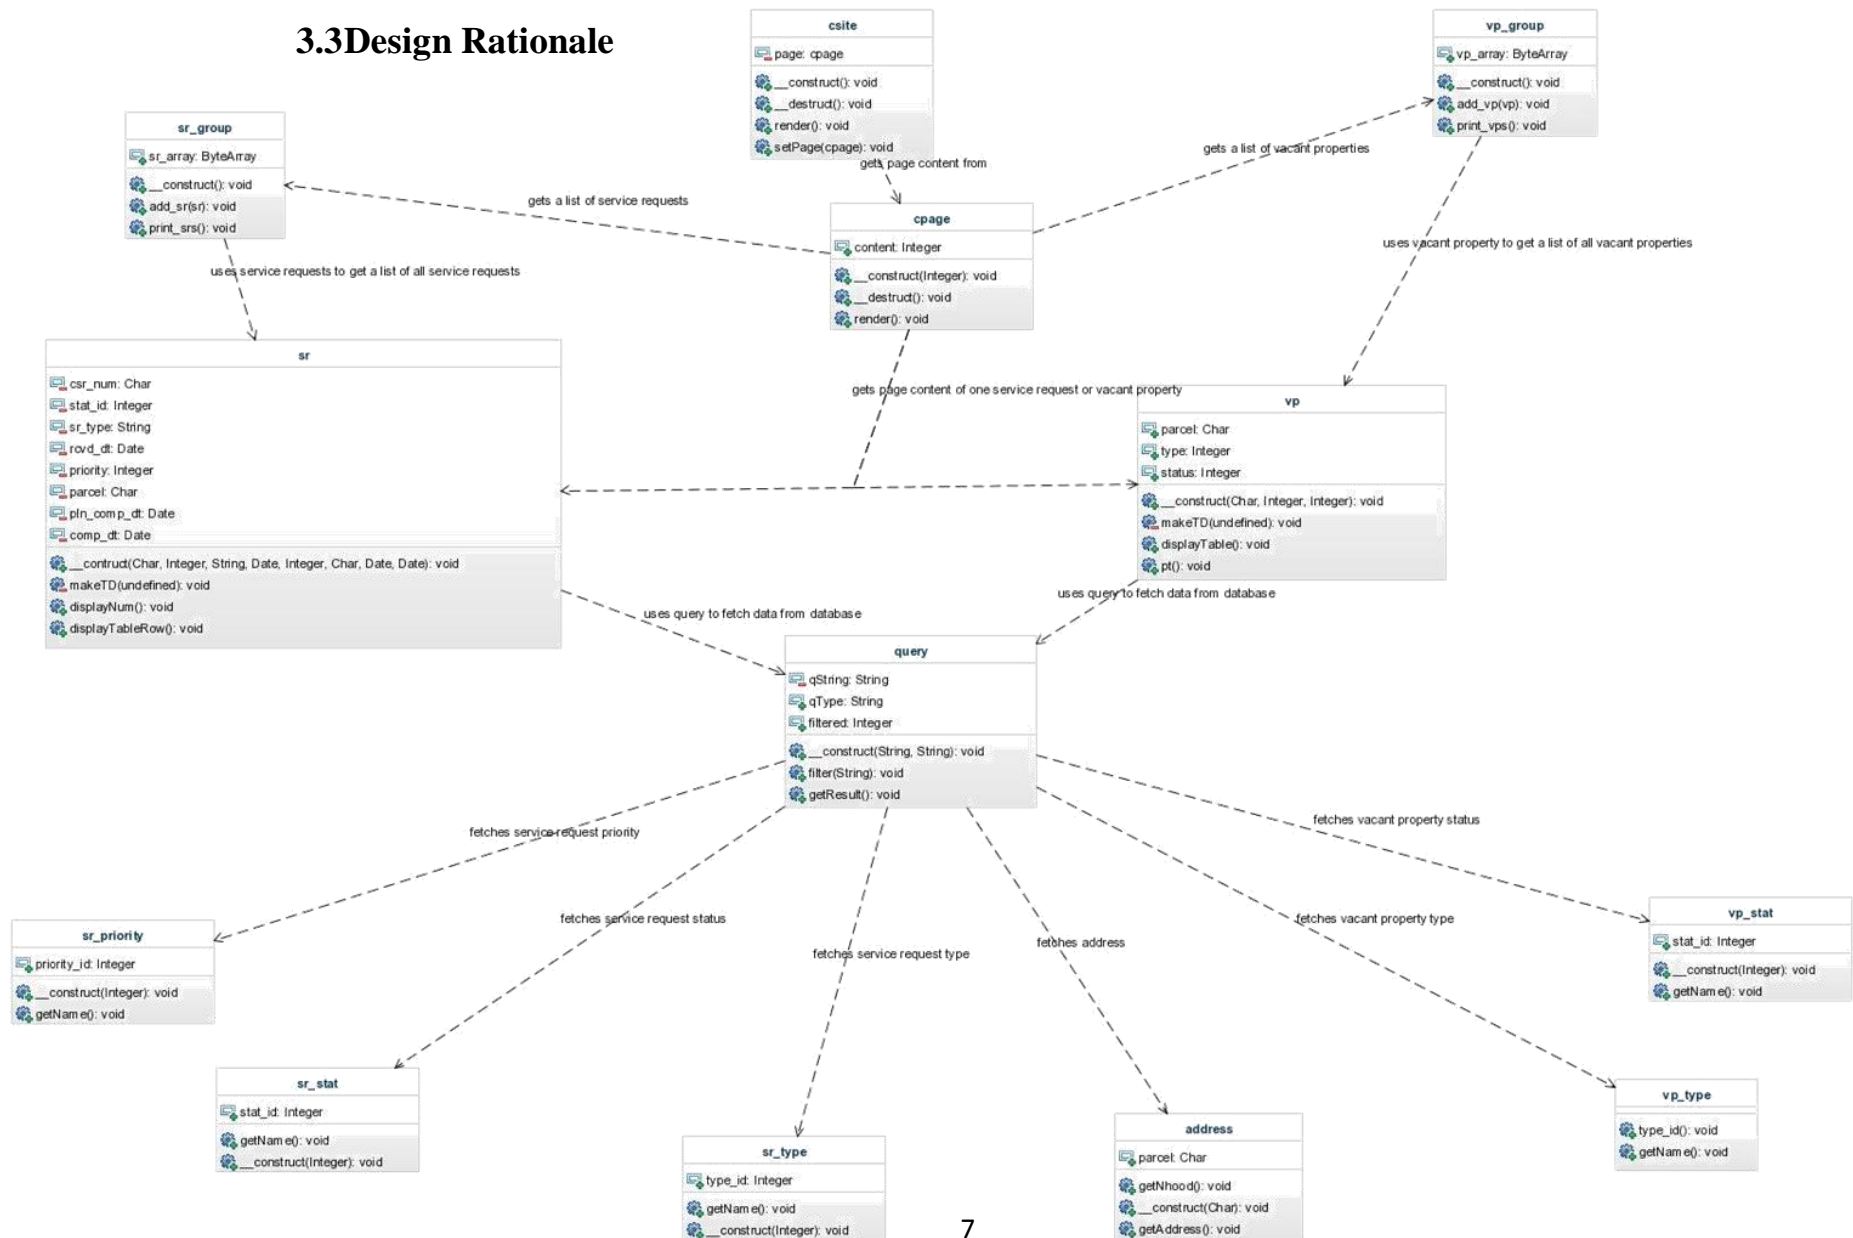 3.3Design Rationale
csite
page: cpage
__construct(): void
__destruct(): void
render(): void
setPage(cpage): void
vp_group
vp_array: ByteArray
__construct(): void
add_vp(vp): void
print_vps(): void
sr_group
sr_array: ByteArray
__construct(): void
add_sr(sr): void
print_srs(): void
gets page content from
gets a list of vacant properties
gets a list of service requests
cpage
content: Integer
__construct(Integer): void
__destruct(): void
render(): void
uses service requests to get a list of all service requests
uses vacant property to get a list of all vacant properties
sr
csr_num: Char
stat_id: Integer
sr_type: String
rcvd_dt: Date
priority: Integer
parcel: Char
pln_comp_dt: Date
comp_dt: Date
__contruct(Char, Integer, String, Date, Integer, Char, Date, Date): void
makeTD(undefined): void
displayNum(): void
displayTableRow(): void
gets page content of one service request or vacant property
vp
parcel: Char
type: Integer
status: Integer
__construct(Char, Integer, Integer): void
makeTD(undefined): void
displayTable(): void
pt(): void
uses query to fetch data from database
uses query to fetch data from database
query
qString: String
qType: String
filtered: Integer
__construct(String, String): void
filter(String): void
getResult(): void
fetches service request priority
fetches vacant property status
fetches service request status
fetches vacant property type
fetches address
fetches service request type
sr_priority
priority_id: Integer
__construct(Integer): void
getName(): void
vp_stat
stat_id: Integer
__construct(Integer): void
getName(): void
sr_stat
stat_id: Integer
getName(): void
__construct(Integer): void
vp_type
type_id(): void
getName(): void
sr_type
type_id: Integer
getName(): void
__construct(Integer): void
address
parcel: Char
getNhood(): void
__construct(Char): void
getAddress(): void
7